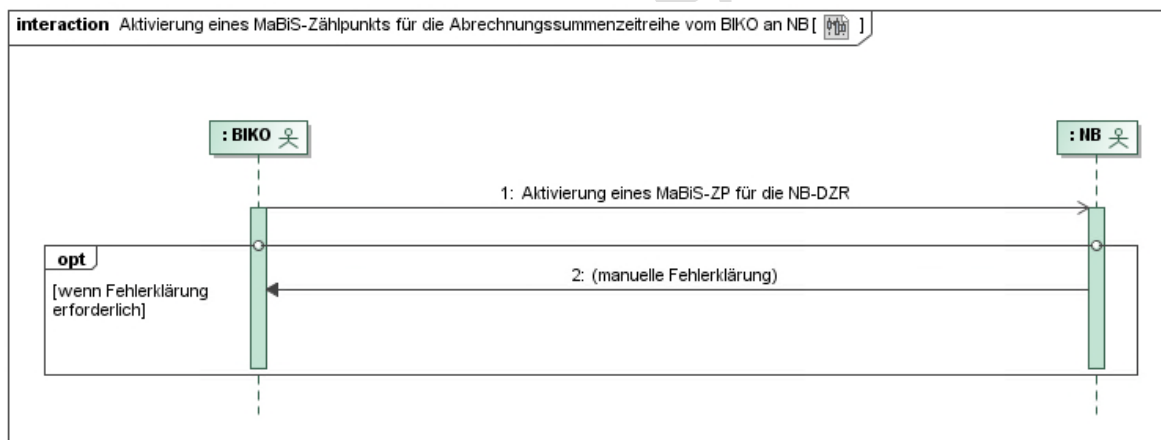 interaction Aktivierung eines MaBiS-Zählpunkts für die Abrechnungssummenzeitreihe vom BIKO an NB [ ]
: BIKO
: NB
1: Aktivierung eines MaBiS-ZP für die NB-DZR
opt
[wenn Fehlerklärung
erforderlich]
2: (manuelle Fehlerklärung)